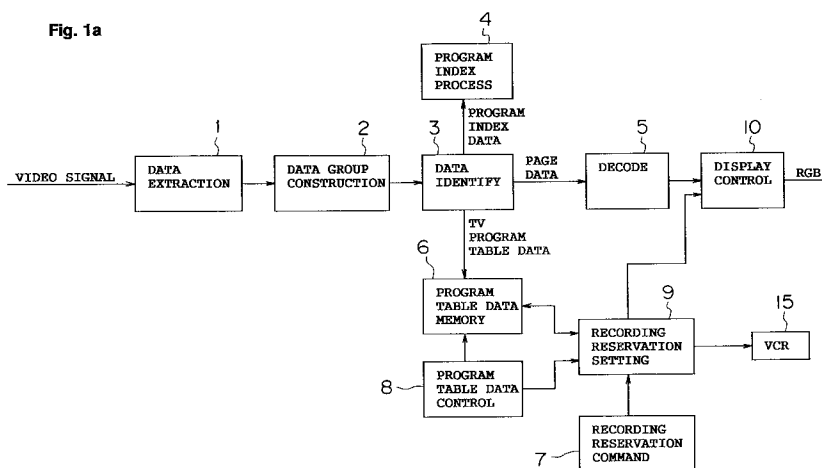 Fig. 1a
4
PROGRAM
INDEX
PROCESS
PROGRAM
INDEX
DATA
1
2
3
5
10
VIDEO SIGNAL
DATA
EXTRACTION
DATA GROUP
CONSTRUCTION
DATA
IDENTIFY
PAGE
DATA
DECODE
DISPLAY
CONTROL
RGB
TV
PROGRAM
TABLE DATA
6
PROGRAM
TABLE DATA
MEMORY
9
RECORDING
RESERVATION
SETTING
15
VCR
8
PROGRAM
TABLE DATA
CONTROL
7
RECORDING
RESERVATION
COMMAND